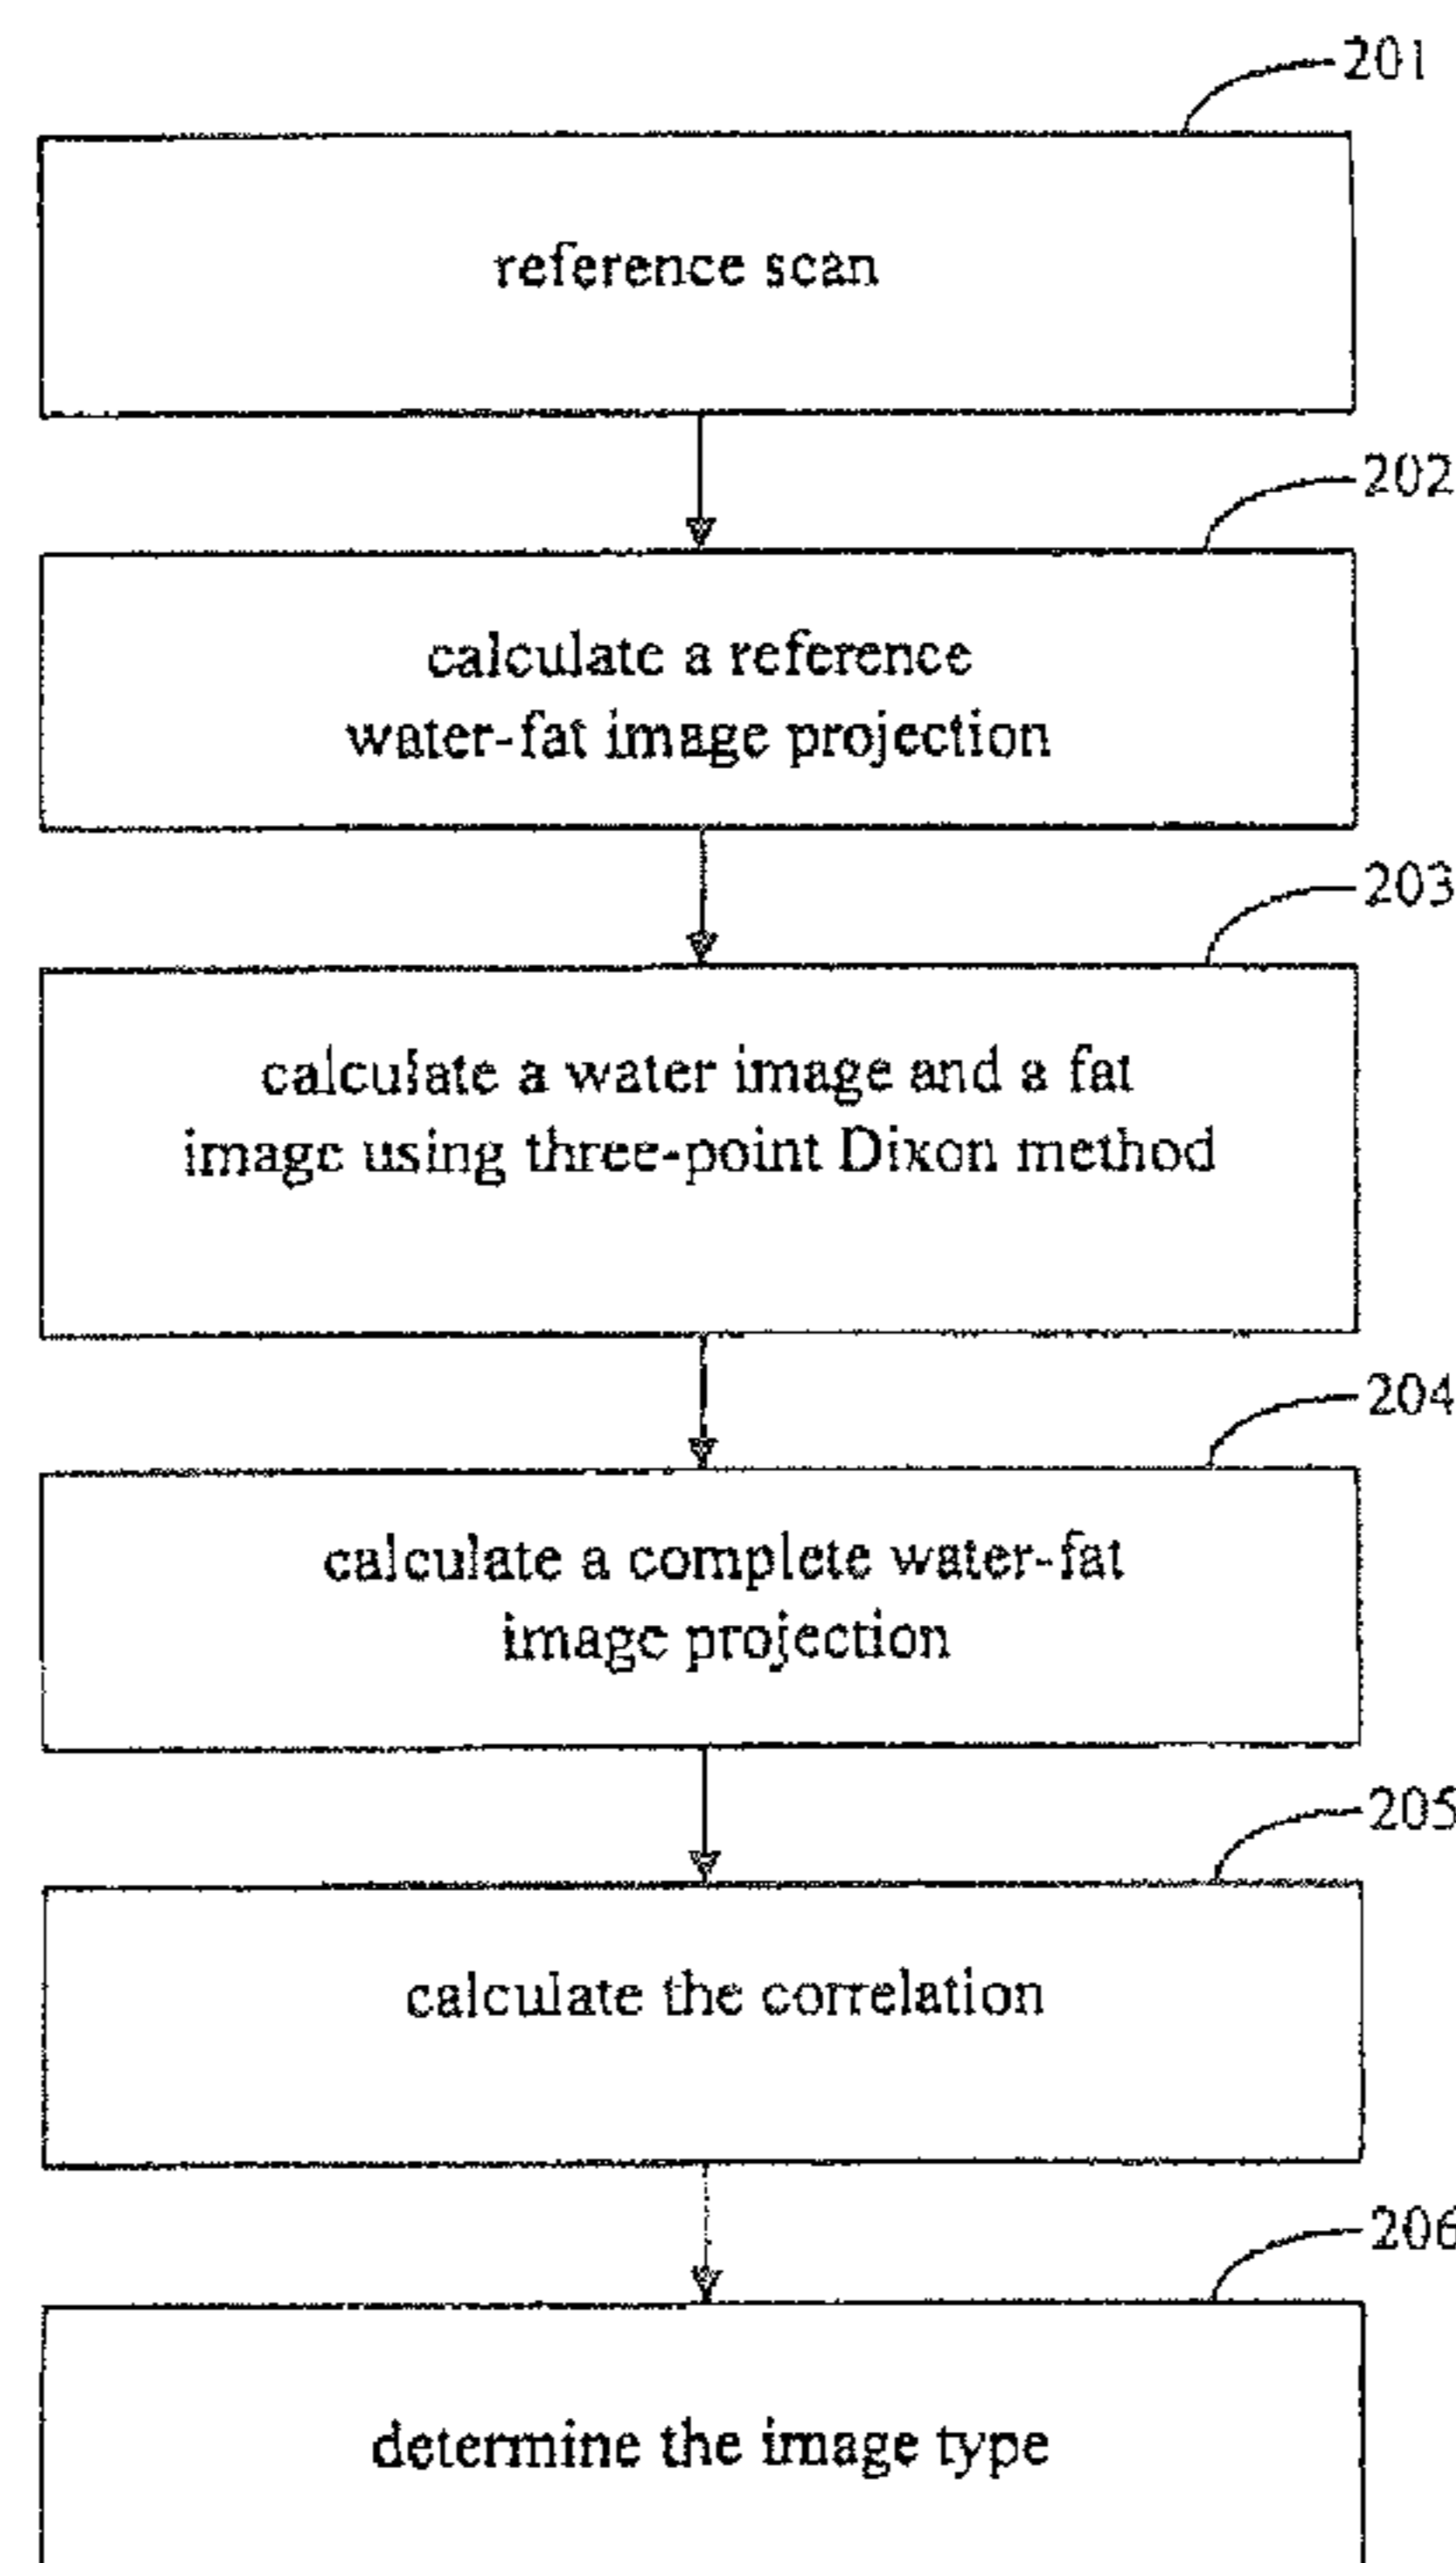 201
reference scan
202
calculate a reference
water-fat image projection
203
calculate a water image and a fat
image using three-point Dixon method
204
calculate a complete water-fat
image projection
205
calculate the correlation
206
determine the image type